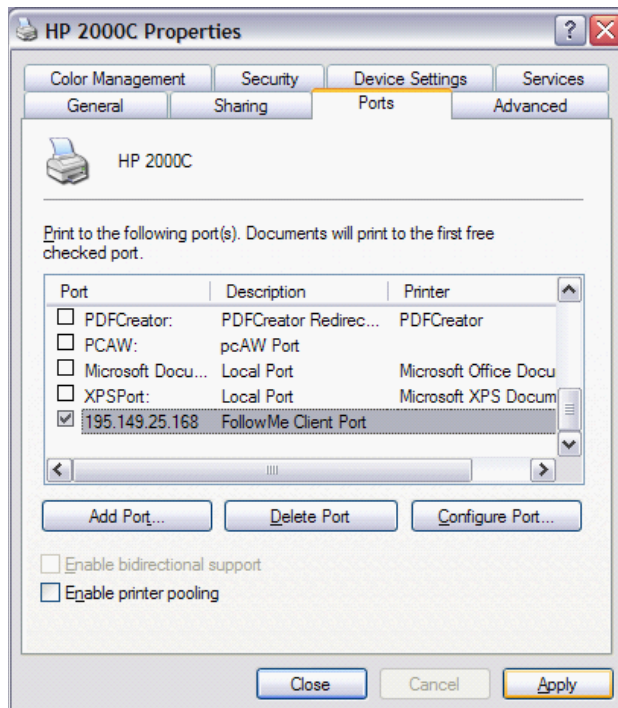 HP 2000C Properties
Color Management Security Device Settings Services
General Sharing Ports Advanced
HP 2000C
Print to the following port(s). Documents will print to the first free
checked port.
Port Description Printer
PDFCreator: PDFCreator Redirec... PDFCreator
PCAW: pcAW Port
Microsoft Docu... Local Port Microsoft Office Docu
XPSPort: Local Port Microsoft XPS Docum
195.149.25.168 FollowMe Client Port
Add Port... Delete Port Configure Port...
Enable bidirectional support
Enable printer pooling
Close Cancel Apply